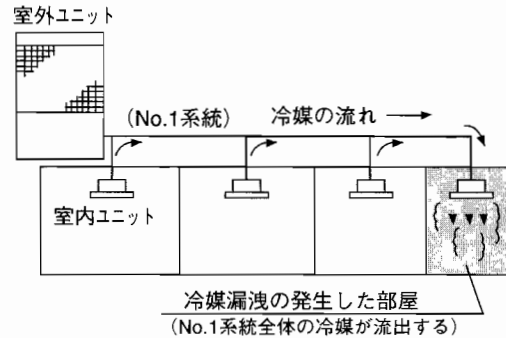 室外ユニット
(No.1系統) 冷媒の流れ
室内ユニット
冷媒漏洩の発生した部屋
(No.1系統全体の冷媒が流出する)